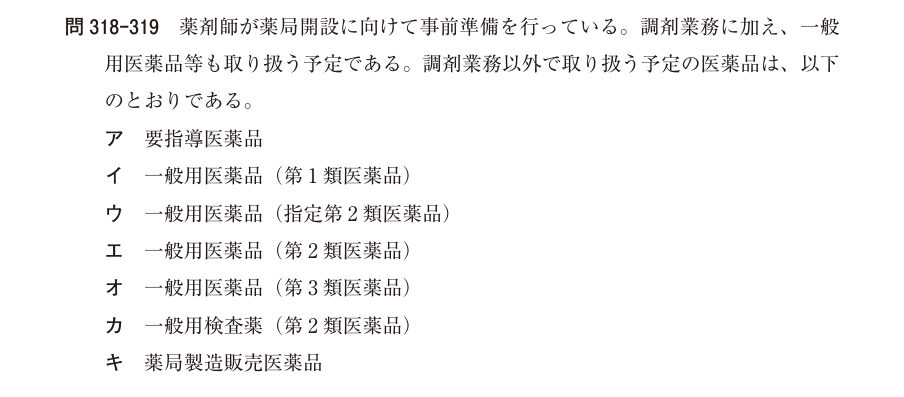 問 318-319　薬剤師が薬局開設に向けて事前準備を行っている。調剤業務に加え、一般
用医薬品等も取り扱う予定である。調剤業務以外で取り扱う予定の医薬品は、以下
のとおりである。
ア　要指導医薬品
イ　一般用医薬品（第１類医薬品）
ウ　一般用医薬品（指定第２類医薬品）
エ　一般用医薬品（第２類医薬品）
オ　一般用医薬品（第３類医薬品）
カ　一般用検査薬（第２類医薬品）
キ　薬局製造販売医薬品